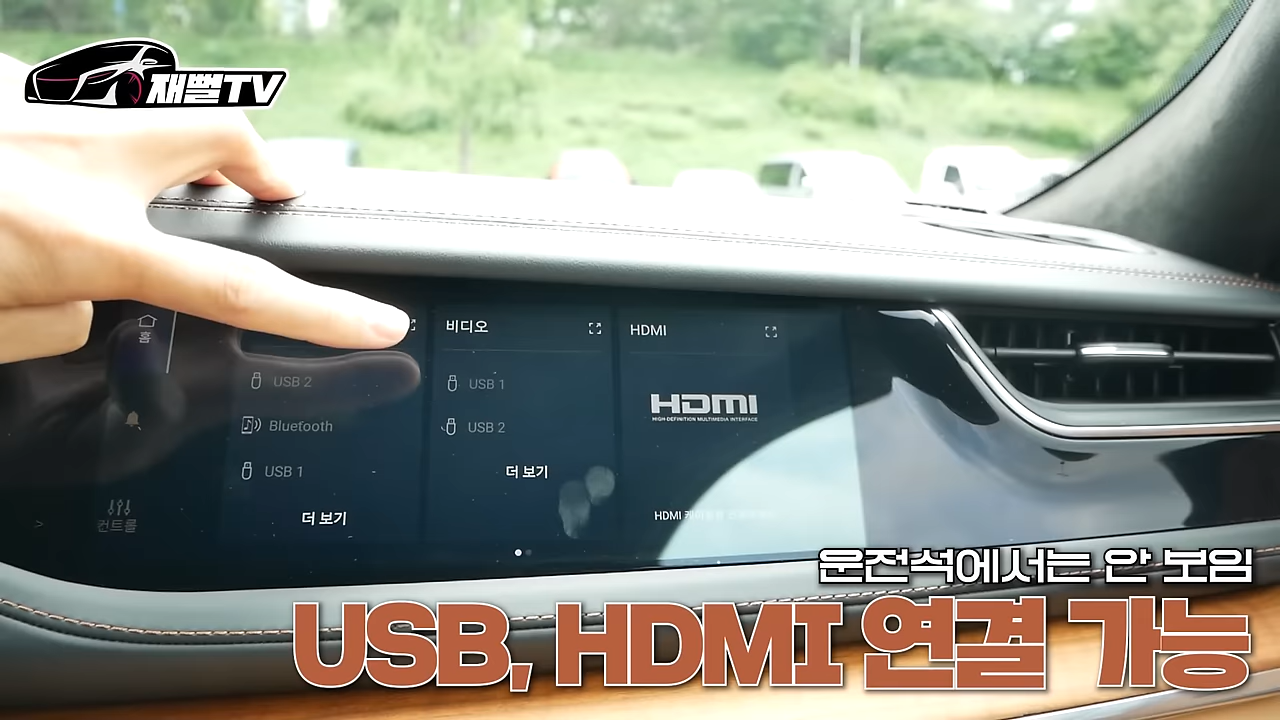 재뻘TV
홈
컨트롤
USB 2
Bluetooth
USB 1
더 보기
비디오
USB 1
USB 2
더 보기
HDMI
HDMI
HIGH-DEFINITION MULTIMEDIA INTERFACE
HDMI
운전석에서는 안 보임
USB, HDMI 연결 가능